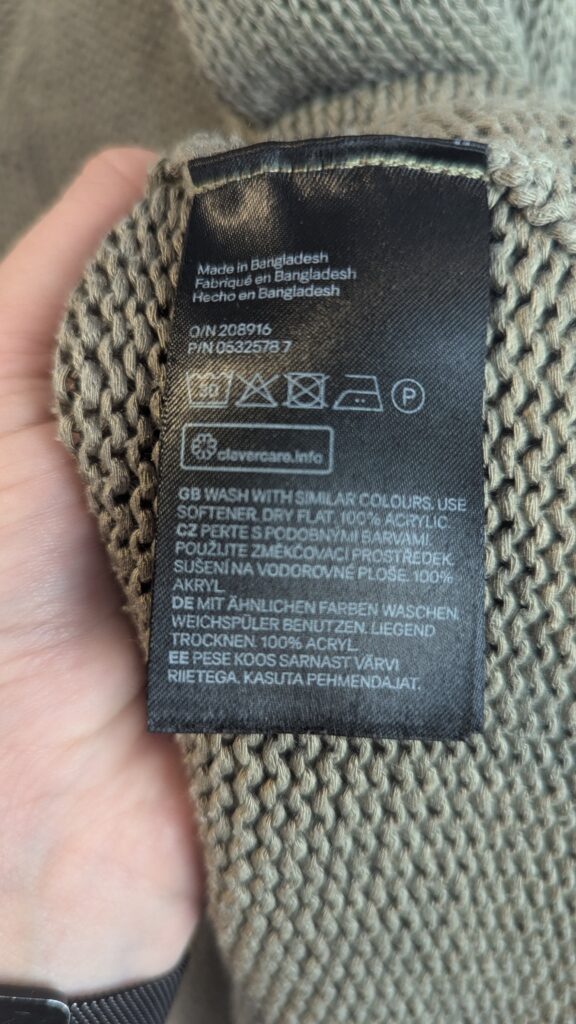 Made in Bangladesh
Fabriqué en Bangladesh
Hecho en Bangladesh
O/N 208916
P/N 0532578 7
30
P
clevercare.info
GB WASH WITH SIMILAR COLOURS. USE
SOFTENER. DRY FLAT. 100% ACRYLIC
CZ PERTE S PODOBNÝMI BARVAMI.
POUŽIJTE ZMĚKČOVACÍ PROSTŘEDEK.
SUŠENÍ NA VODOROVNÉ PLOŠE. 100%
AKRYL
DE MIT ÄHNLICHEN FARBEN WASCHEN.
WEICHSPÜLER BENUTZEN. LIEGEND
TROCKNEN. 100% ACRYL.
EE PESE KOOS SARNAST VÄRVI
RIIETEGA. KASUTA PEHMENDAJAT.